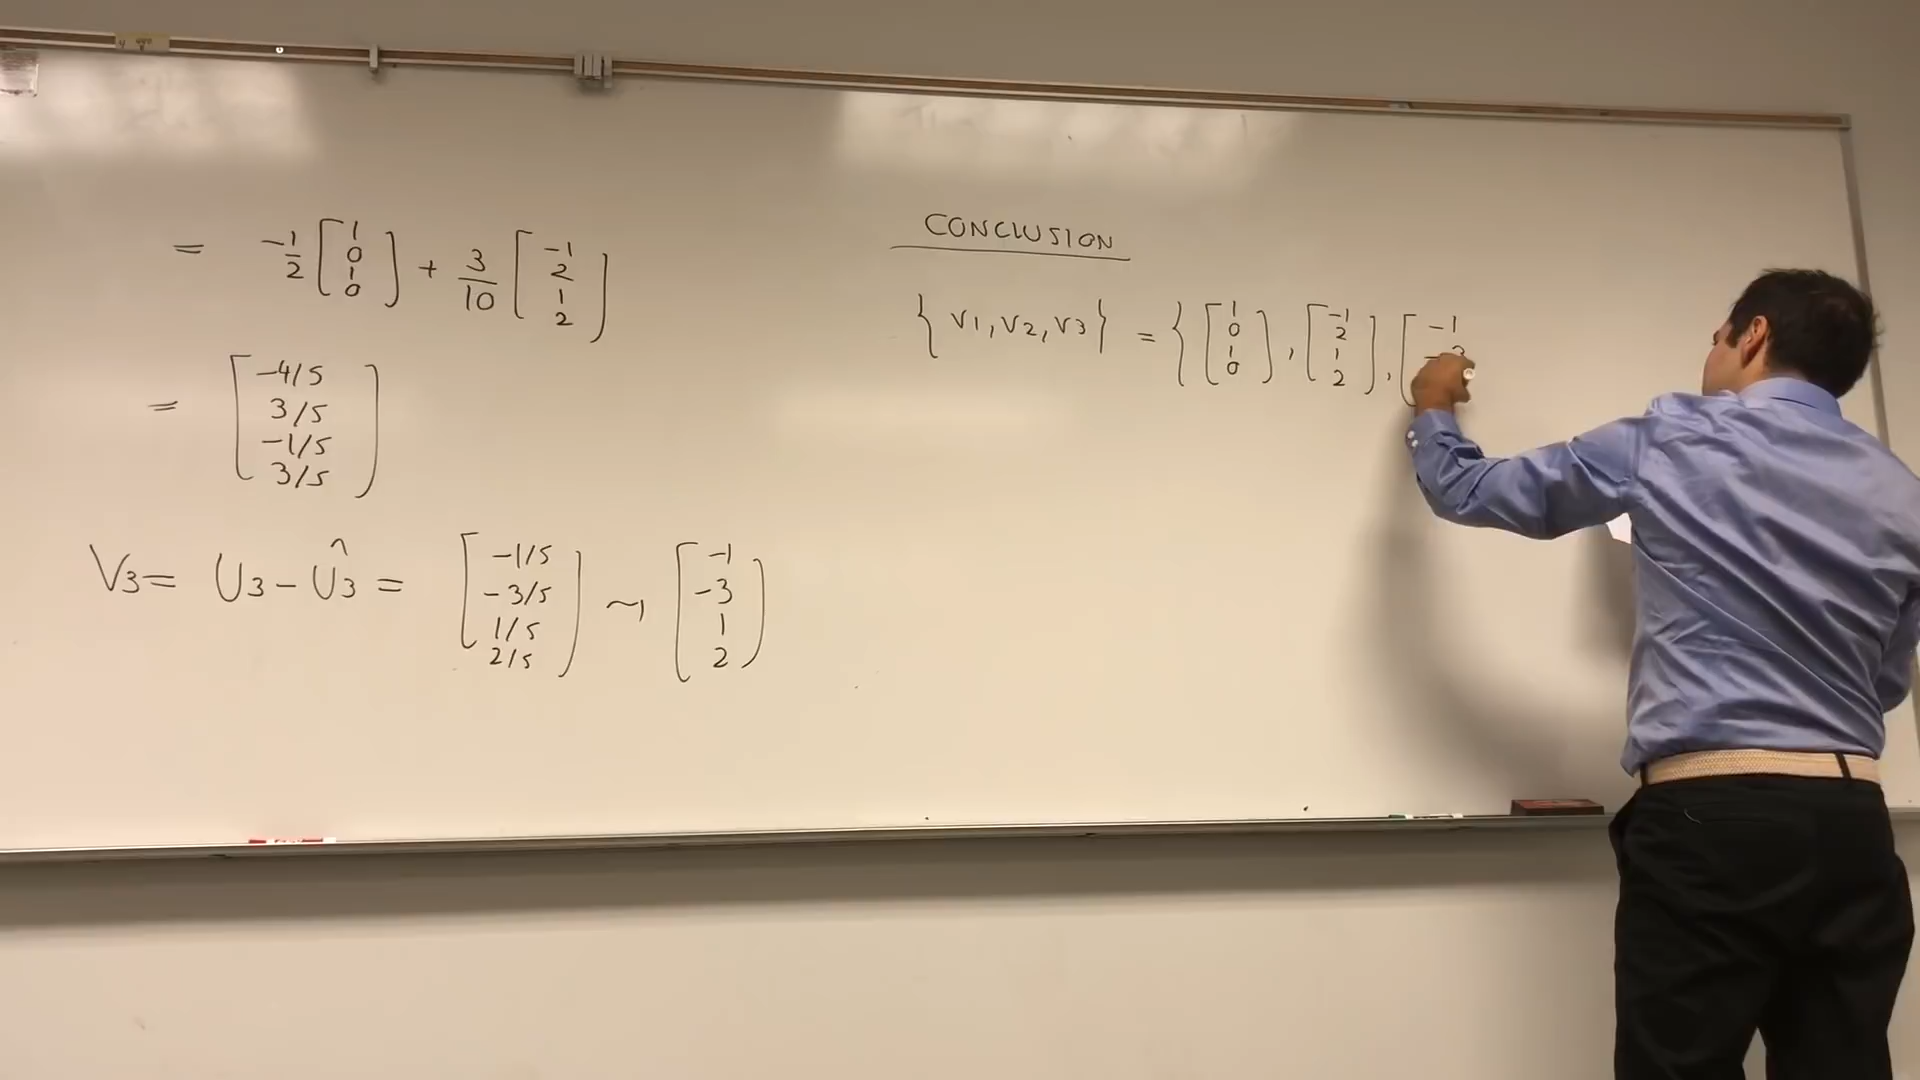 = -1/2 [1 0 1 0] + 3/10 [-1 2 1 2]
= [-4/5 3/5 -1/5 3/5]
V3 = U3 - Û3 = [-1/5 -3/5 1/5 2/5] ~> [-1 -3 1 2]
CONCLUSION
{ V1, V2, V3 } = { [1 0 1 0], [-1 2 1 2], [-1